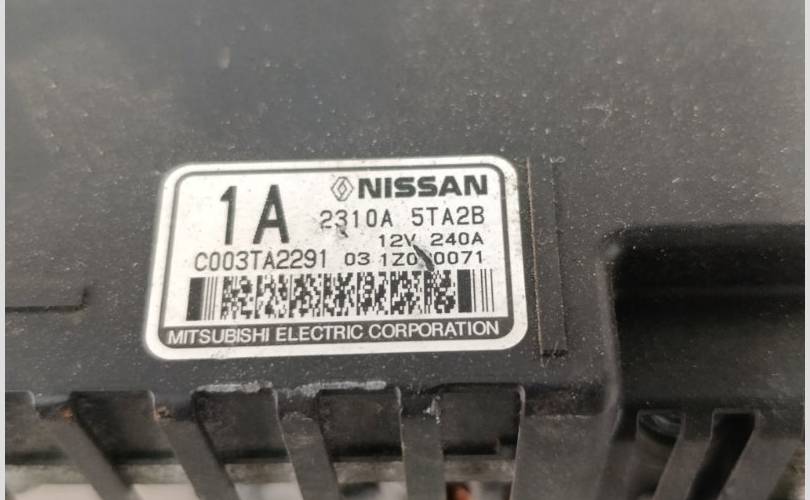 1A
NISSAN
2310A 5TA2B
12V 240A
C003TA2291 03
MITSUBISHI ELECTRIC CORPORATION